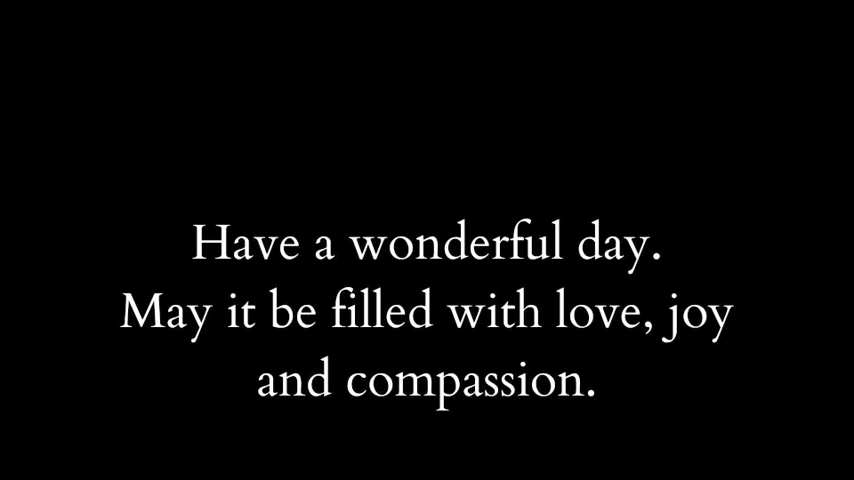 Have a wonderful day.
May it be filled with love, joy
and compassion.